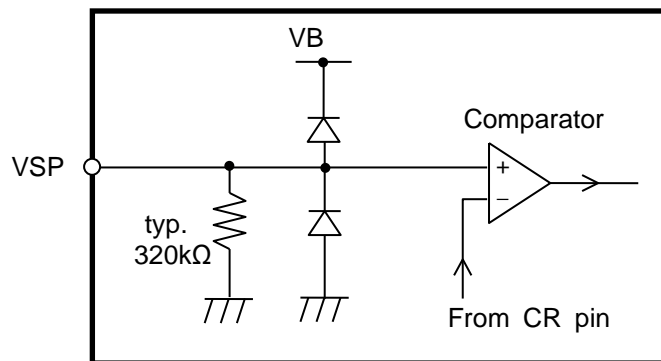 VB
Comparator
VSP
+
−
typ.
320kΩ
From CR pin